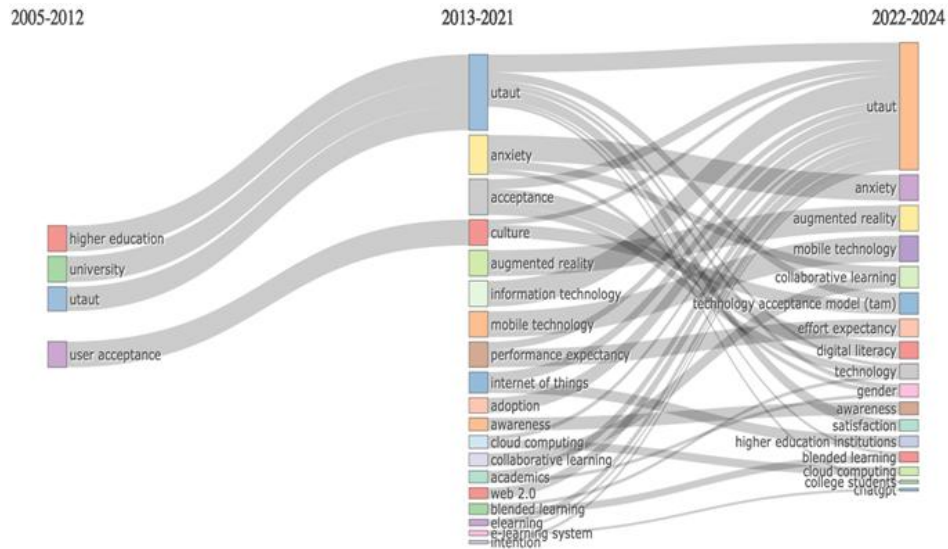 2005-2012
2013-2021
2022-2024
higher education
university
utaut
user acceptance
utaut
anxiety
acceptance
culture
augmented reality
information technology
mobile technology
performance expectancy
internet of things
adoption
awareness
cloud computing
collaborative learning
academics
web 2.0
blended learning
elearning
e-learning system
intention
utaut
anxiety
augmented reality
mobile technology
collaborative learning
technology acceptance model (tam)
effort expectancy
digital literacy
technology
gender
awareness
satisfaction
higher education institutions
blended learning
cloud computing
college students
chatgpt